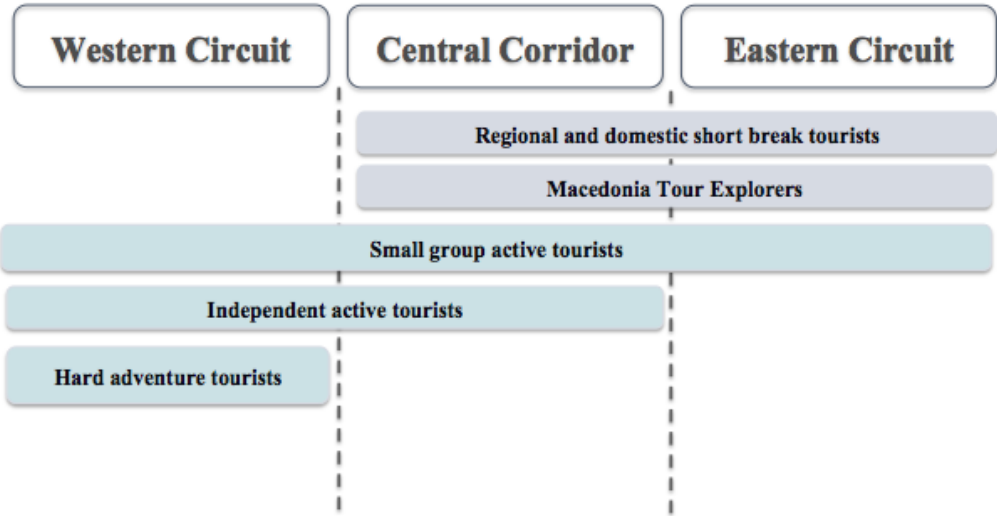 Western Circuit
Central Corridor
Eastern Circuit
Regional and domestic short break tourists
Macedonia Tour Explorers
Small group active tourists
Independent active tourists
Hard adventure tourists